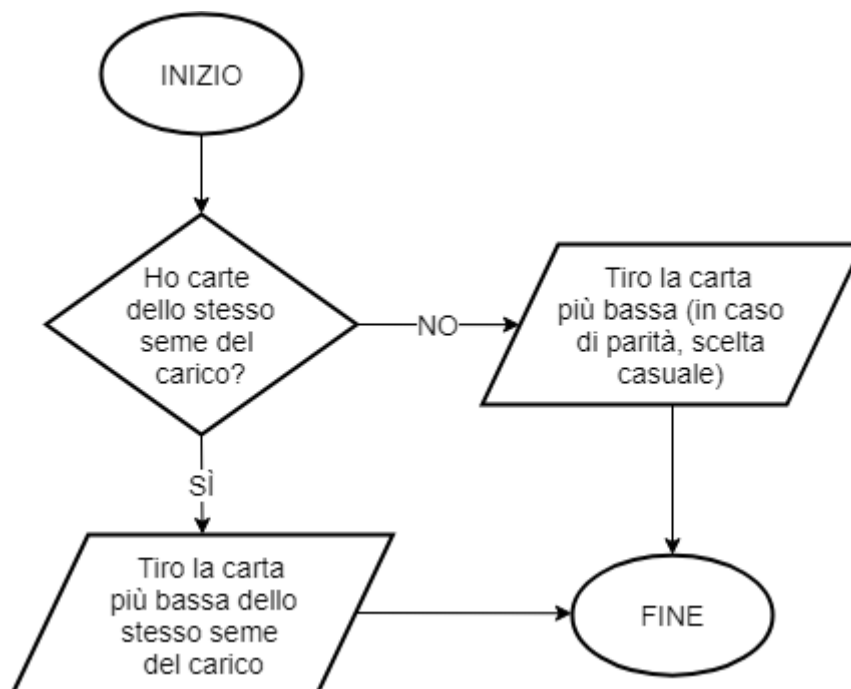 INIZIO
Ho carte
dello stesso
seme del
carico?
NO
Tiro la carta
più bassa (in caso
di parità, scelta
casuale)
SÌ
Tiro la carta
più bassa dello
stesso seme
del carico
FINE